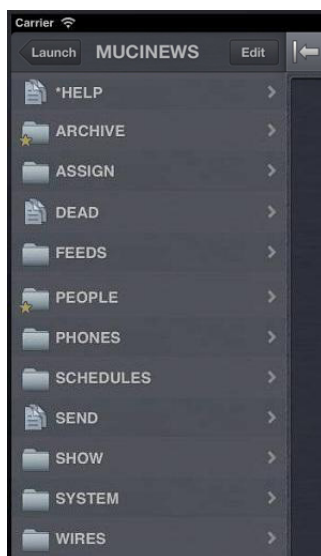 Carrier
Launch MUCINEWS Edit
*HELP
ARCHIVE
ASSIGN
DEAD
FEEDS
PEOPLE
PHONES
SCHEDULES
SEND
SHOW
SYSTEM
WIRES